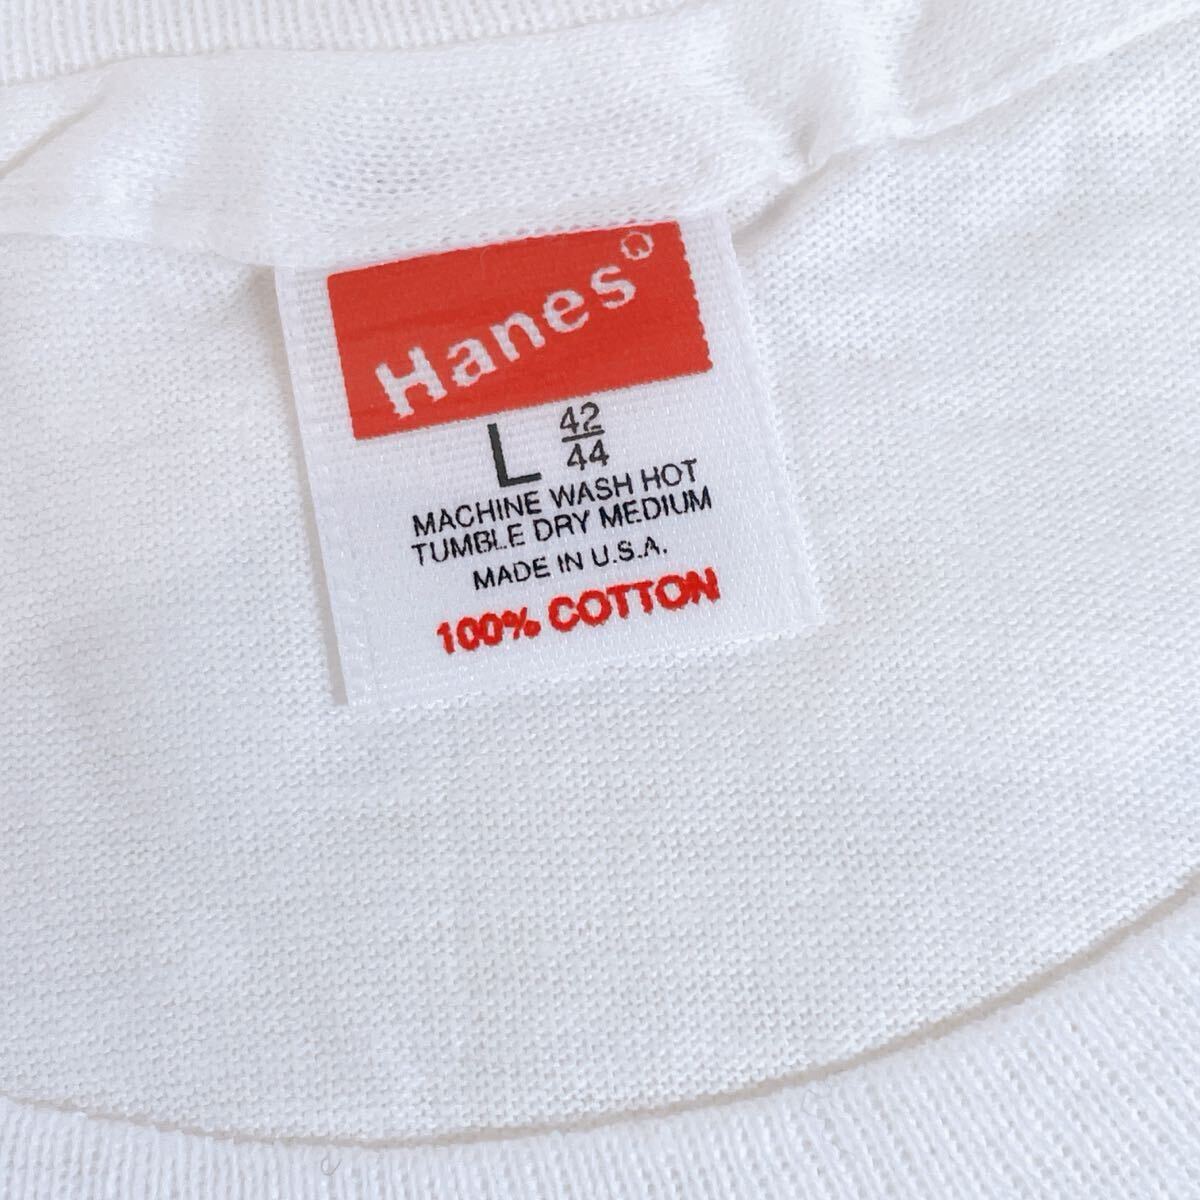 Hanes®
L 42/44
MACHINE WASH HOT
TUMBLE DRY MEDIUM
MADE IN U.S.A.
100% COTTON